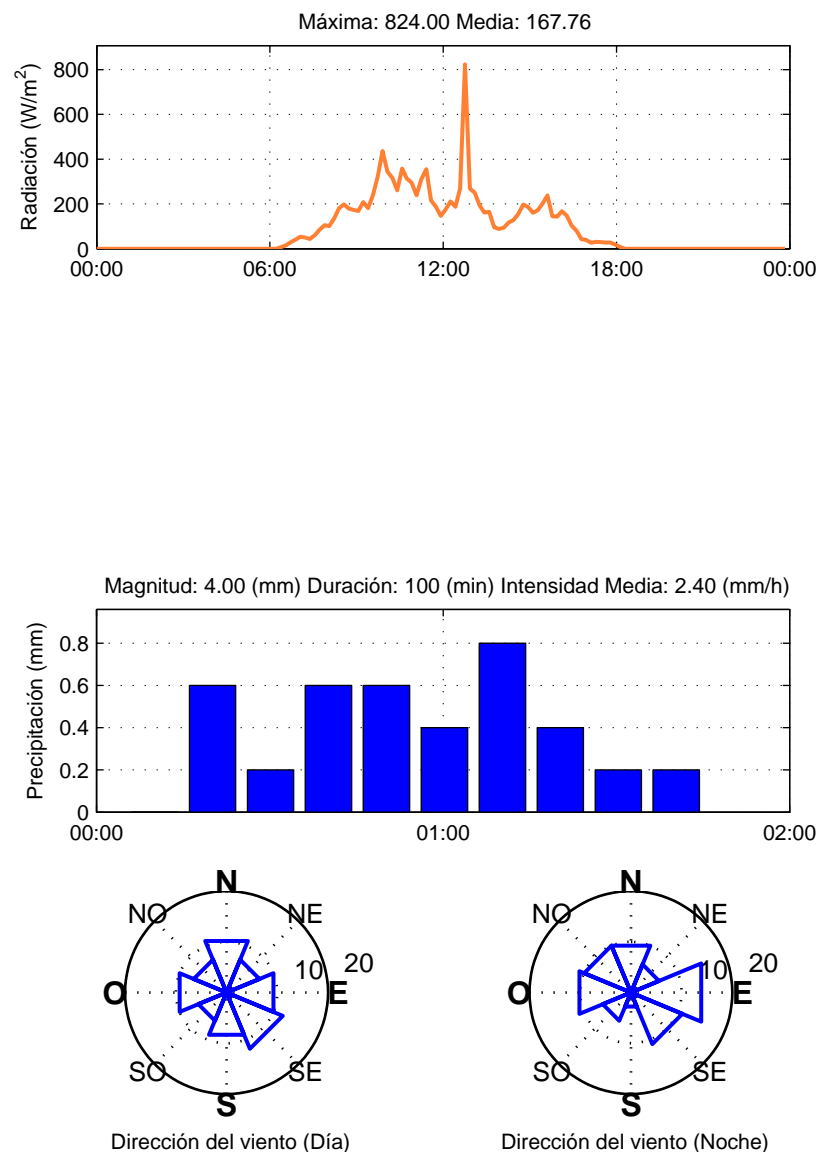 Máxima: 824.00 Media: 167.76
Radiación (W/m²)
800
600
400
200
0
00:00 06:00 12:00 18:00 00:00
Magnitud: 4.00 (mm) Duración: 100 (min) Intensidad Media: 2.40 (mm/h)
Precipitación (mm)
0.8
0.6
0.4
0.2
0
00:00 01:00 02:00
N N
NO NE NO NE
10 20 10 20
O E O E
SO SE SO SE
S S
Dirección del viento (Día) Dirección del viento (Noche)